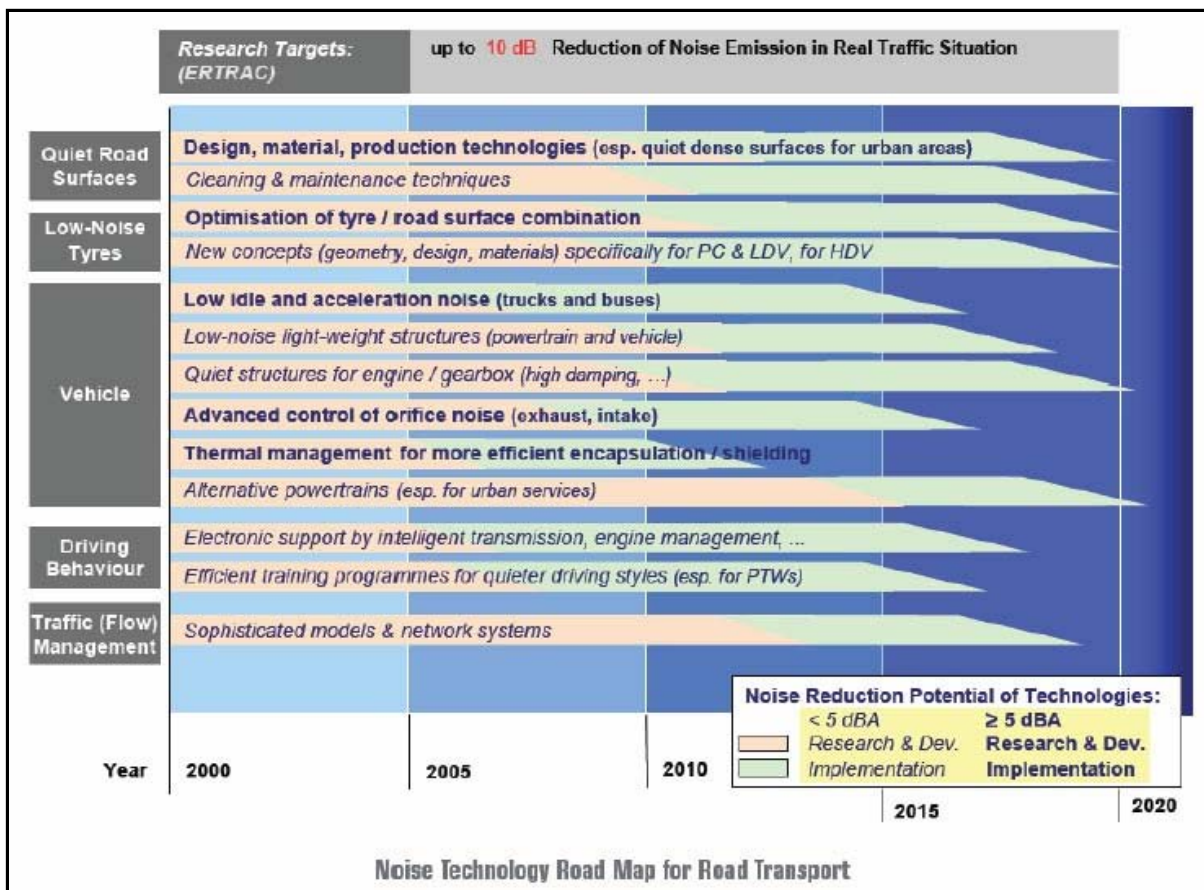 Research Targets:
(ERTRAC)
up to 10 dB Reduction of Noise Emission in Real Traffic Situation
Quiet Road
Surfaces
Design, material, production technologies (esp. quiet dense surfaces for urban areas)
Cleaning & maintenance techniques
Low-Noise
Tyres
Optimisation of tyre / road surface combination
New concepts (geometry, design, materials) specifically for PC & LDV, for HDV
Vehicle
Low idle and acceleration noise (trucks and buses)
Low-noise light-weight structures (powertrain and vehicle)
Quiet structures for engine / gearbox (high damping, ...)
Advanced control of orifice noise (exhaust, intake)
Thermal management for more efficient encapsulation / shielding
Alternative powertrains (esp. for urban services)
Driving
Behaviour
Electronic support by intelligent transmission, engine management, ...
Efficient training programmes for quieter driving styles (esp. for PTWs)
Traffic (Flow)
Management
Sophisticated models & network systems
Noise Reduction Potential of Technologies:
< 5 dBA ≥ 5 dBA
Research & Dev. Research & Dev.
Implementation Implementation
Year 2000 2005 2010
2015 2020
Noise Technology Road Map for Road Transport